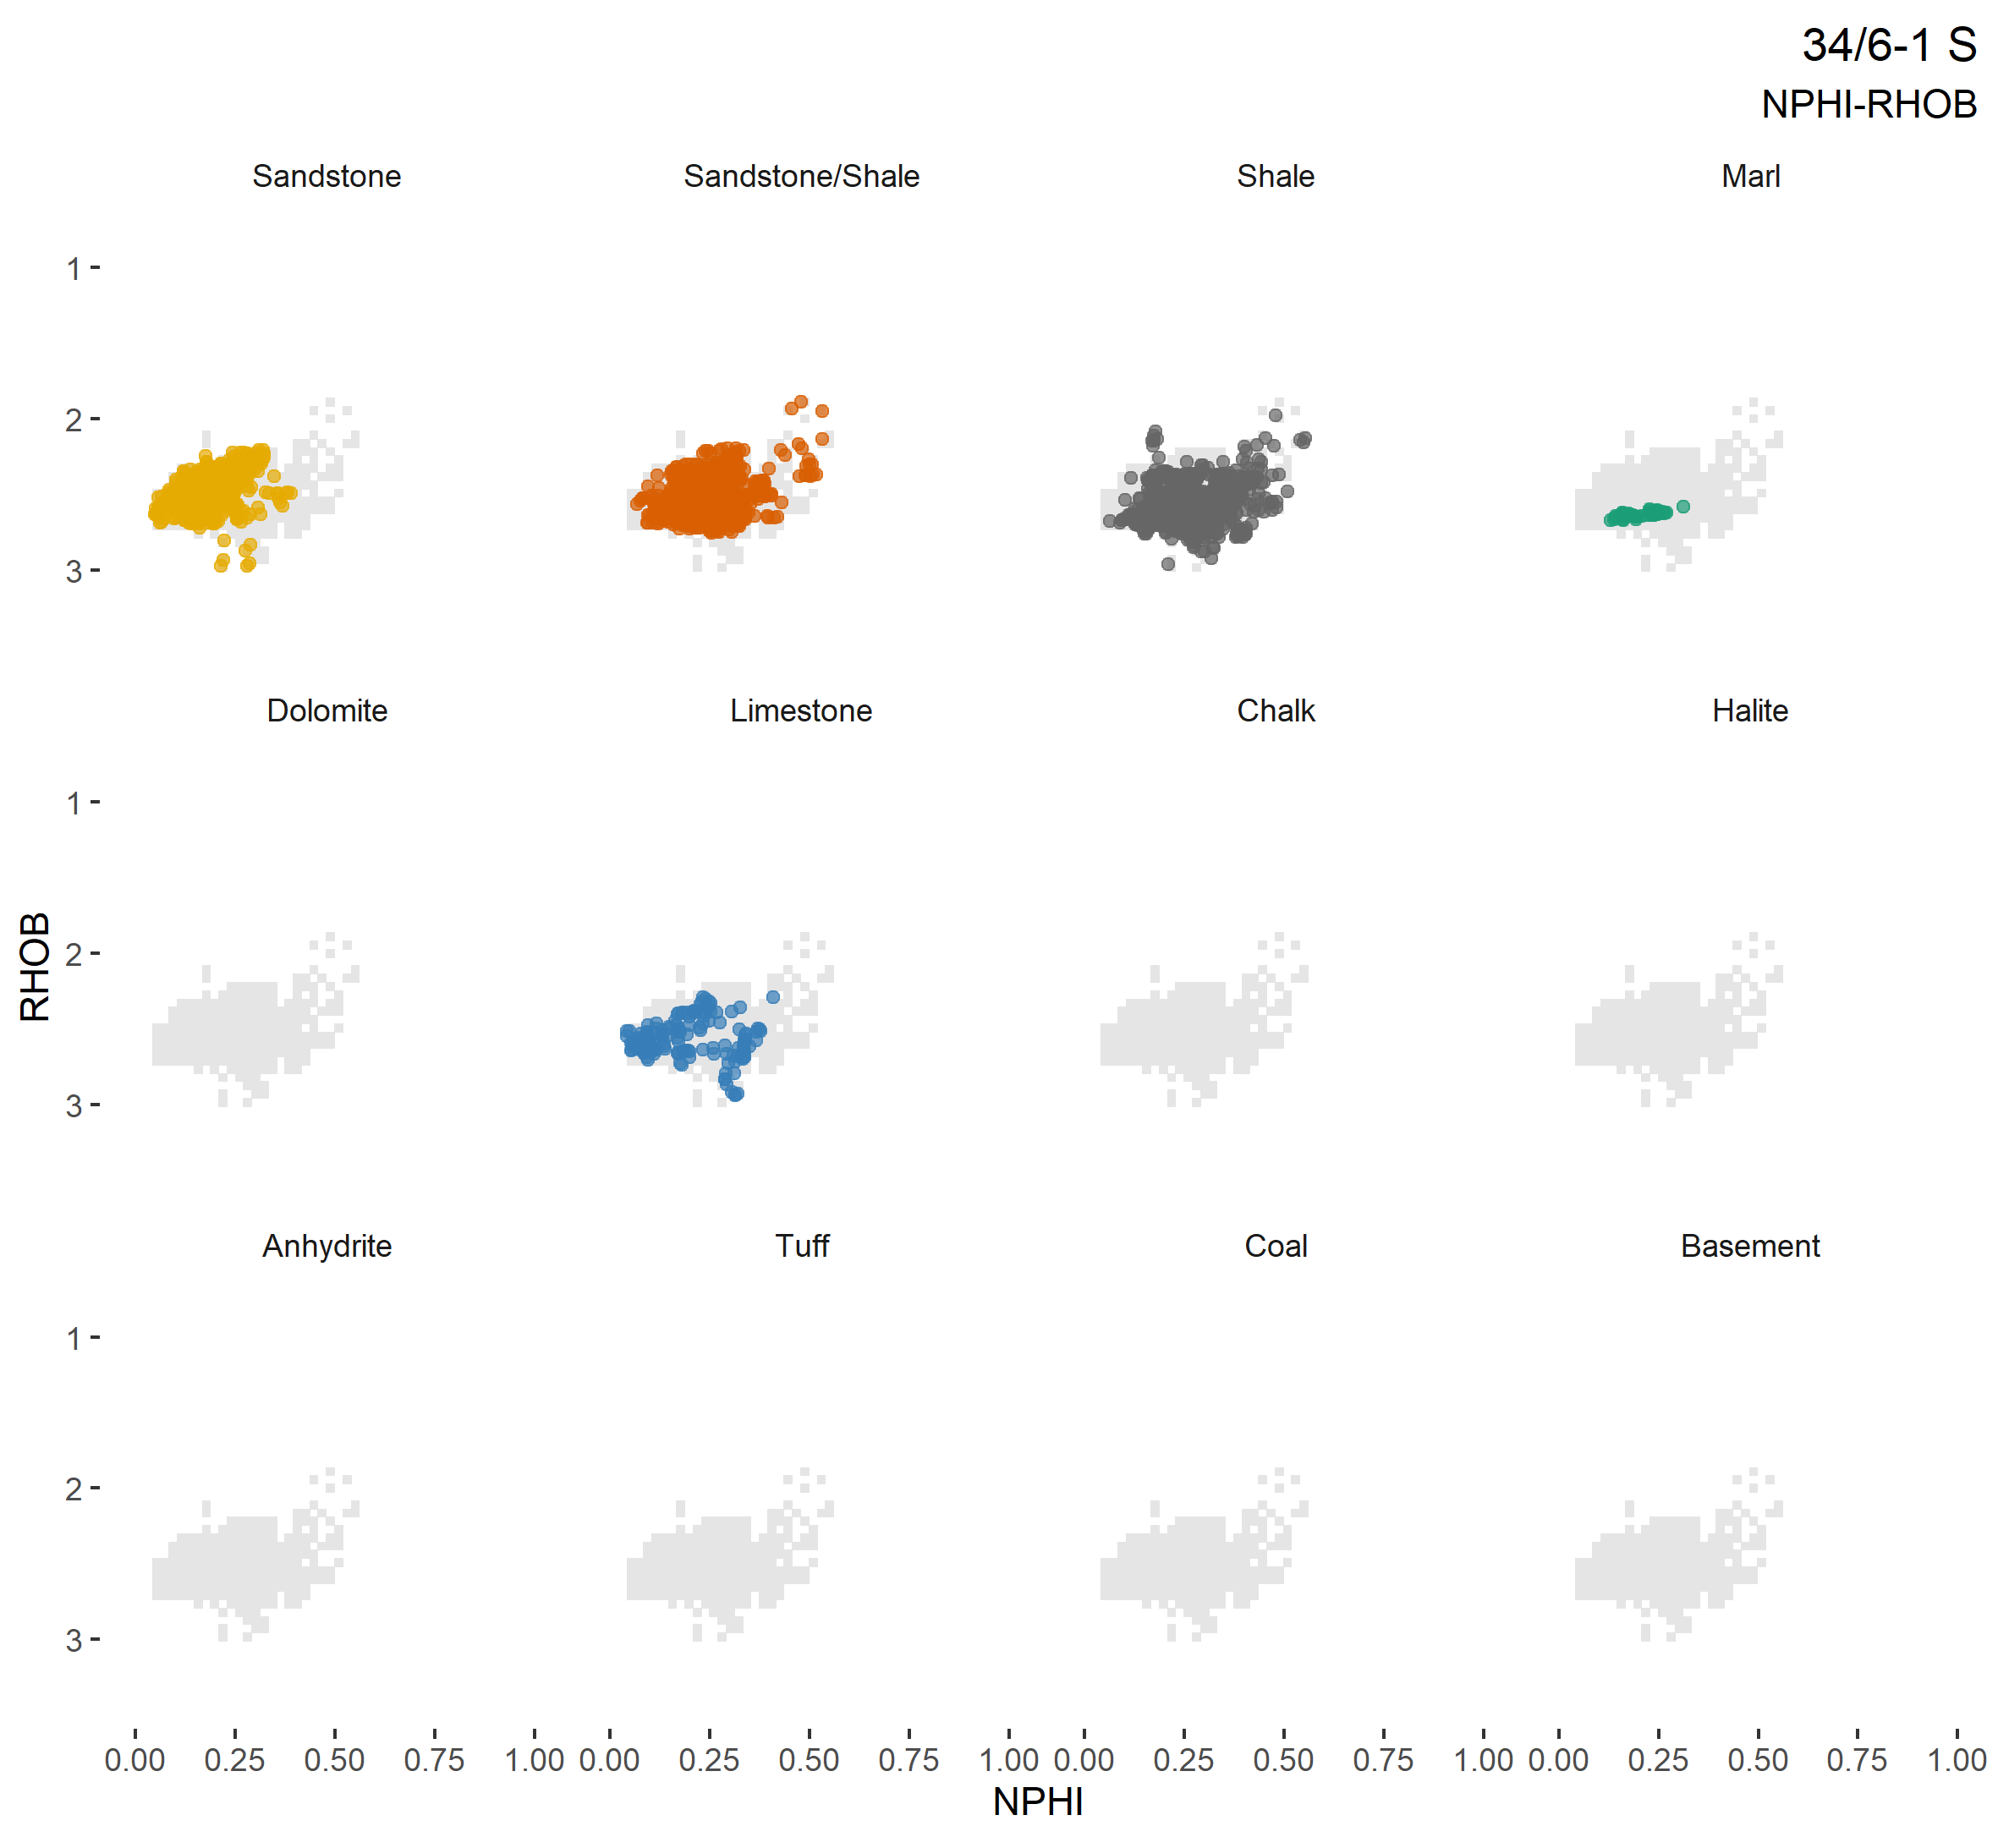 34/6-1 S
NPHI-RHOB
Sandstone Sandstone/Shale Shale Marl
1
2
3
Dolomite Limestone Chalk Halite
1
2
3
RHOB
Anhydrite Tuff Coal Basement
1
2
3
0.00 0.25 0.50 0.75 1.00 0.00 0.25 0.50 0.75 1.00 0.00 0.25 0.50 0.75 1.00 0.00 0.25 0.50 0.75 1.00
NPHI